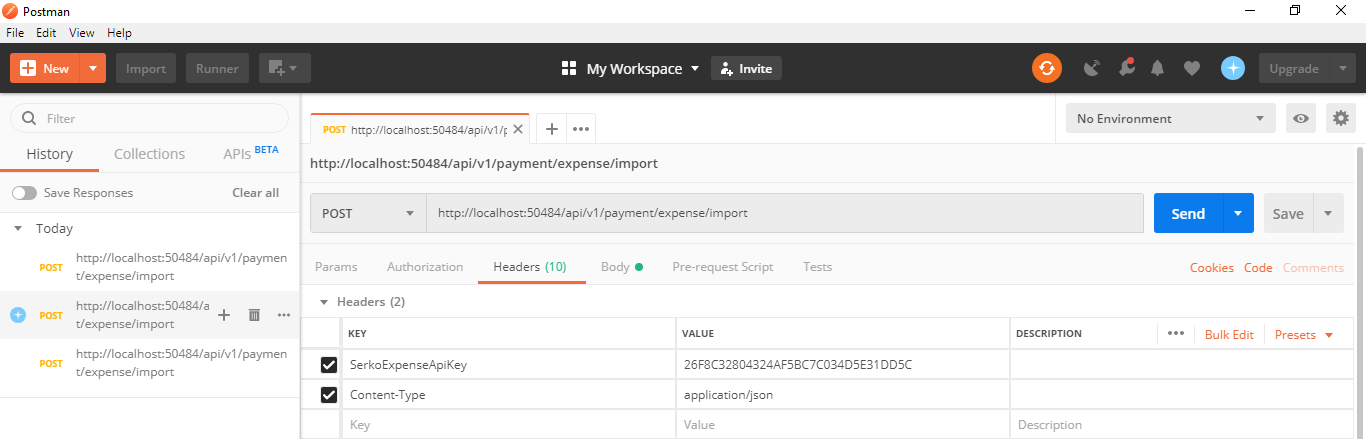 Postman
File Edit View Help
New Import Runner My Workspace Invite Upgrade
Filter
History Collections APIs BETA
Save Responses Clear all
Today
POST http://localhost:50484/api/v1/paymen
t/expense/import
POST http://localhost:50484/a
t/expense/import
POST http://localhost:50484/api/v1/paymen
t/expense/import
POST http://localhost:50484/api/v1/p
No Environment
http://localhost:50484/api/v1/payment/expense/import
POST http://localhost:50484/api/v1/payment/expense/import Send Save
Params Authorization Headers (10) Body Pre-request Script Tests Cookies Code Comments
Headers (2)
KEY VALUE DESCRIPTION Bulk Edit Presets
SerkoExpenseApiKey 26F8C32804324AF5BC7C034D5E31DD5C
Content-Type application/json
Key Value Description